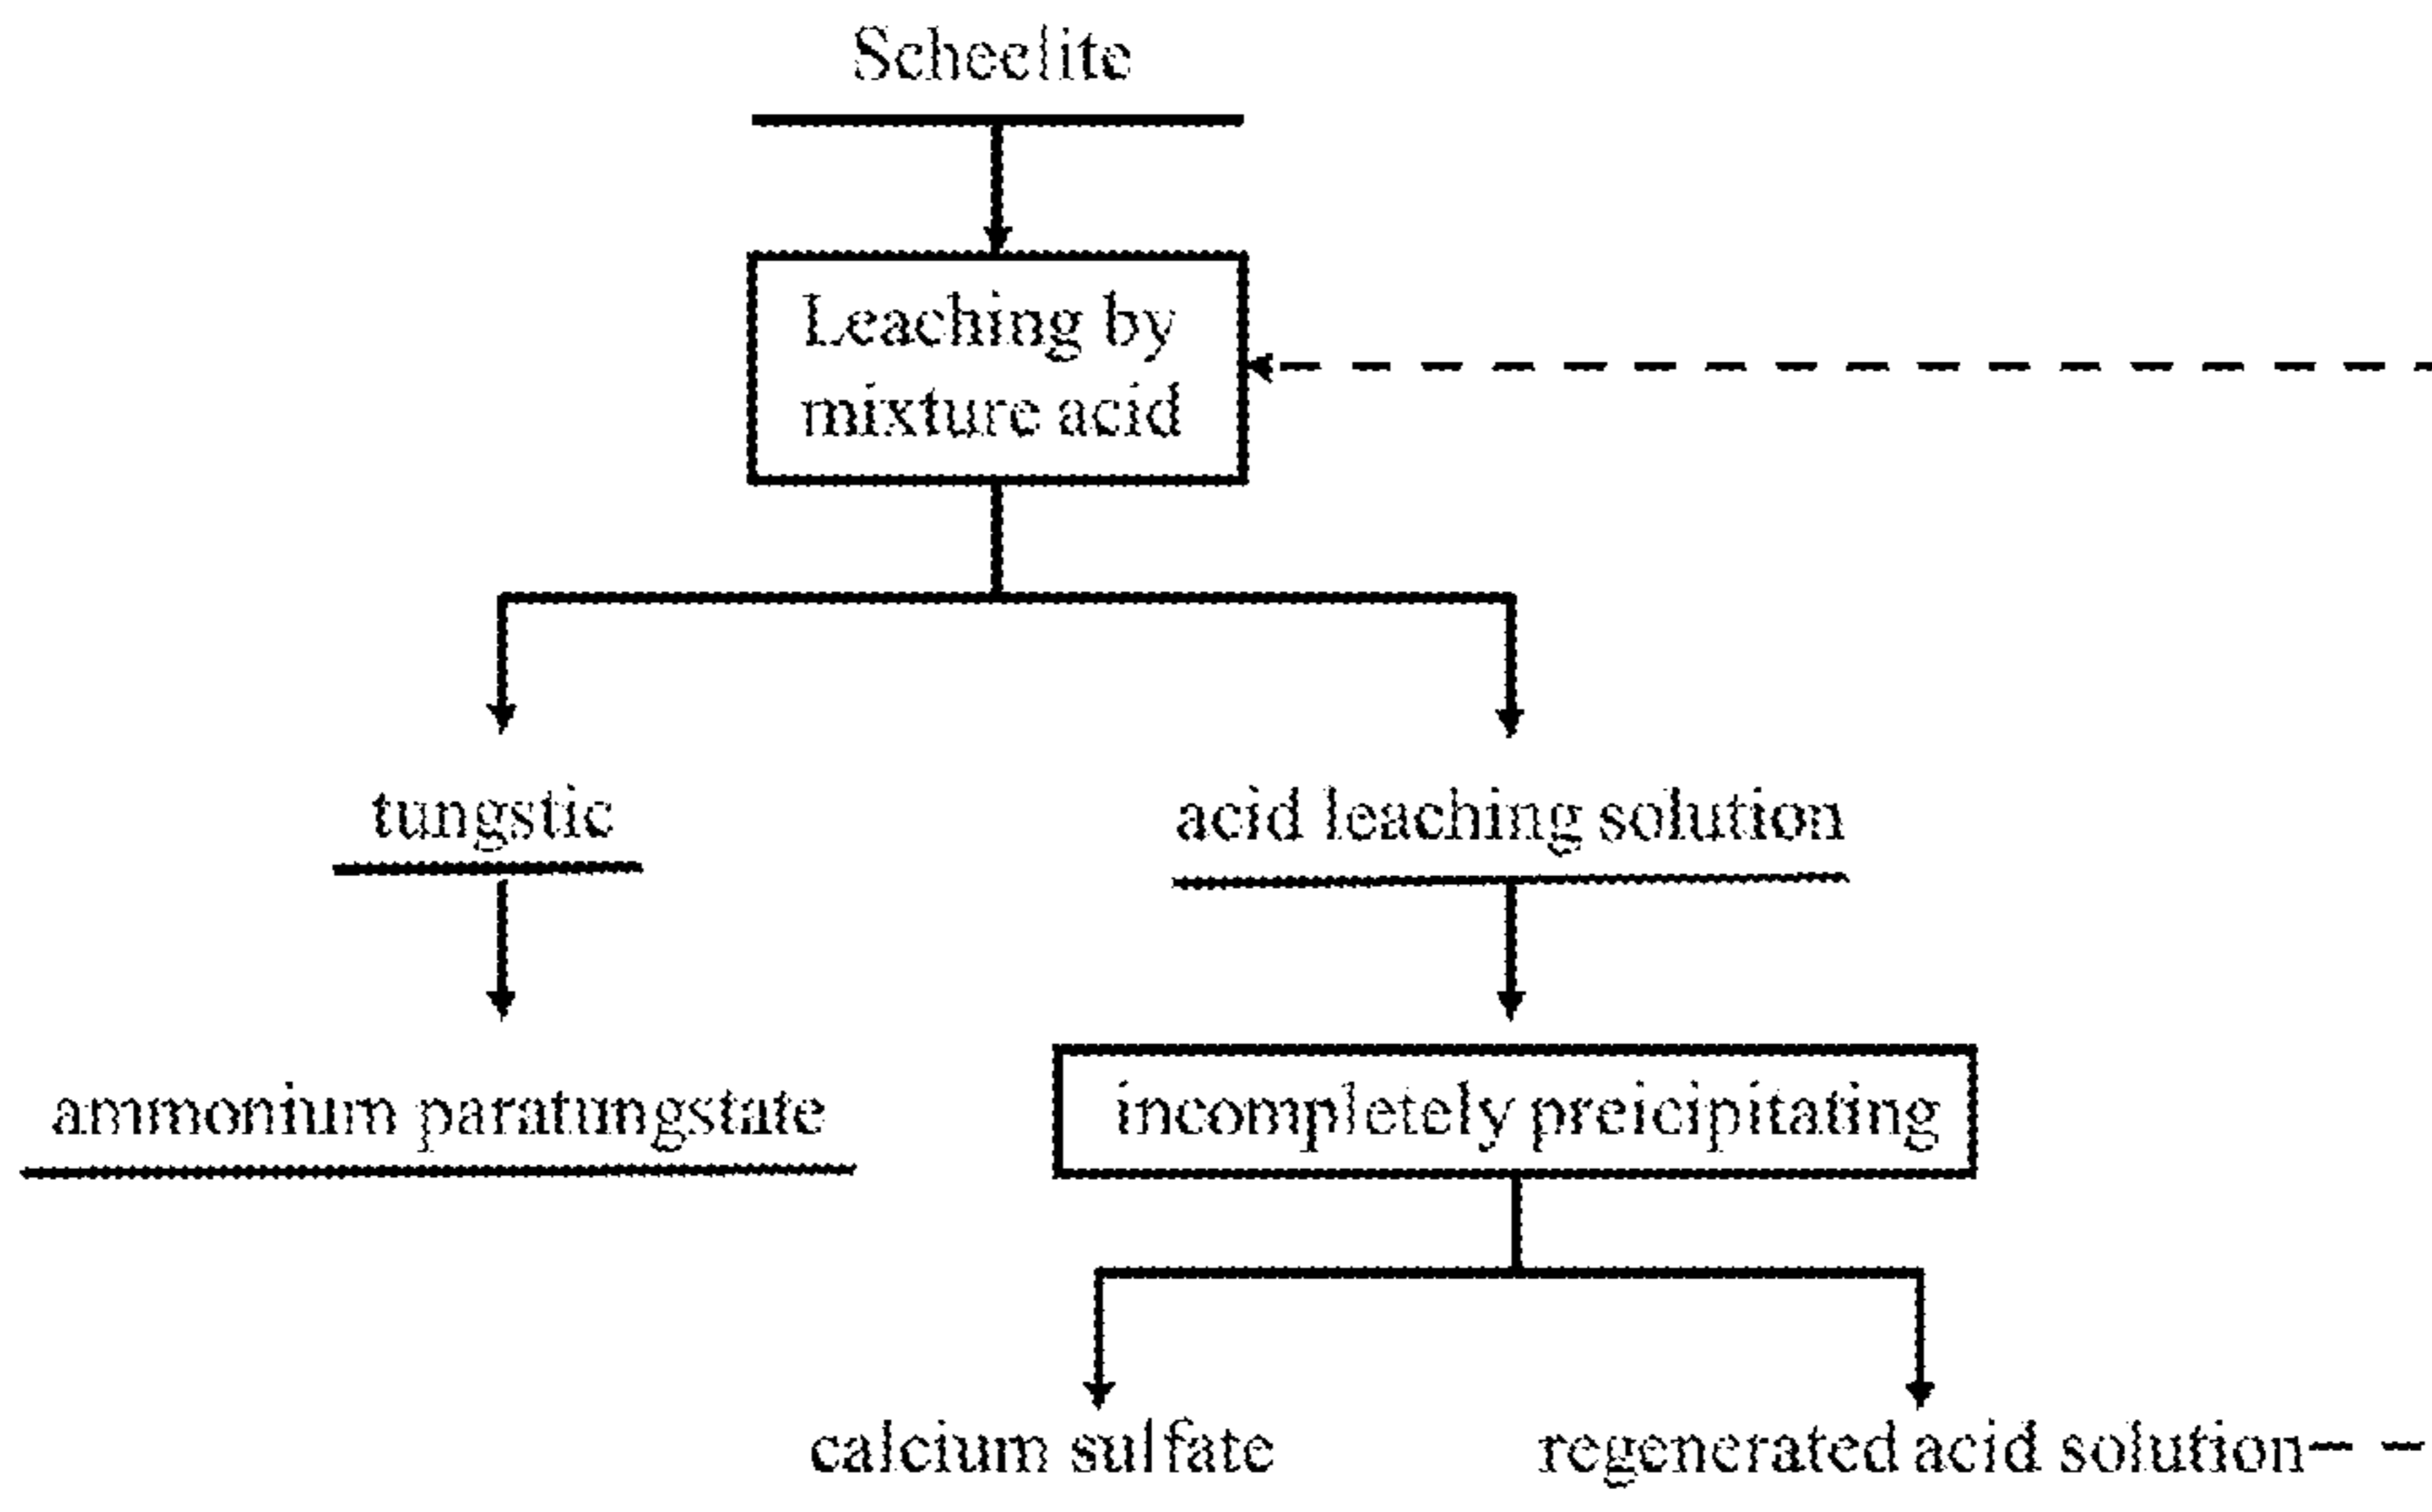 Scheelite
Leaching by
mixture acid
tungstic
acid leaching solution
ammonium paratungstate
incompletely preicipitating
calcium sulfate
regenerated acid solution